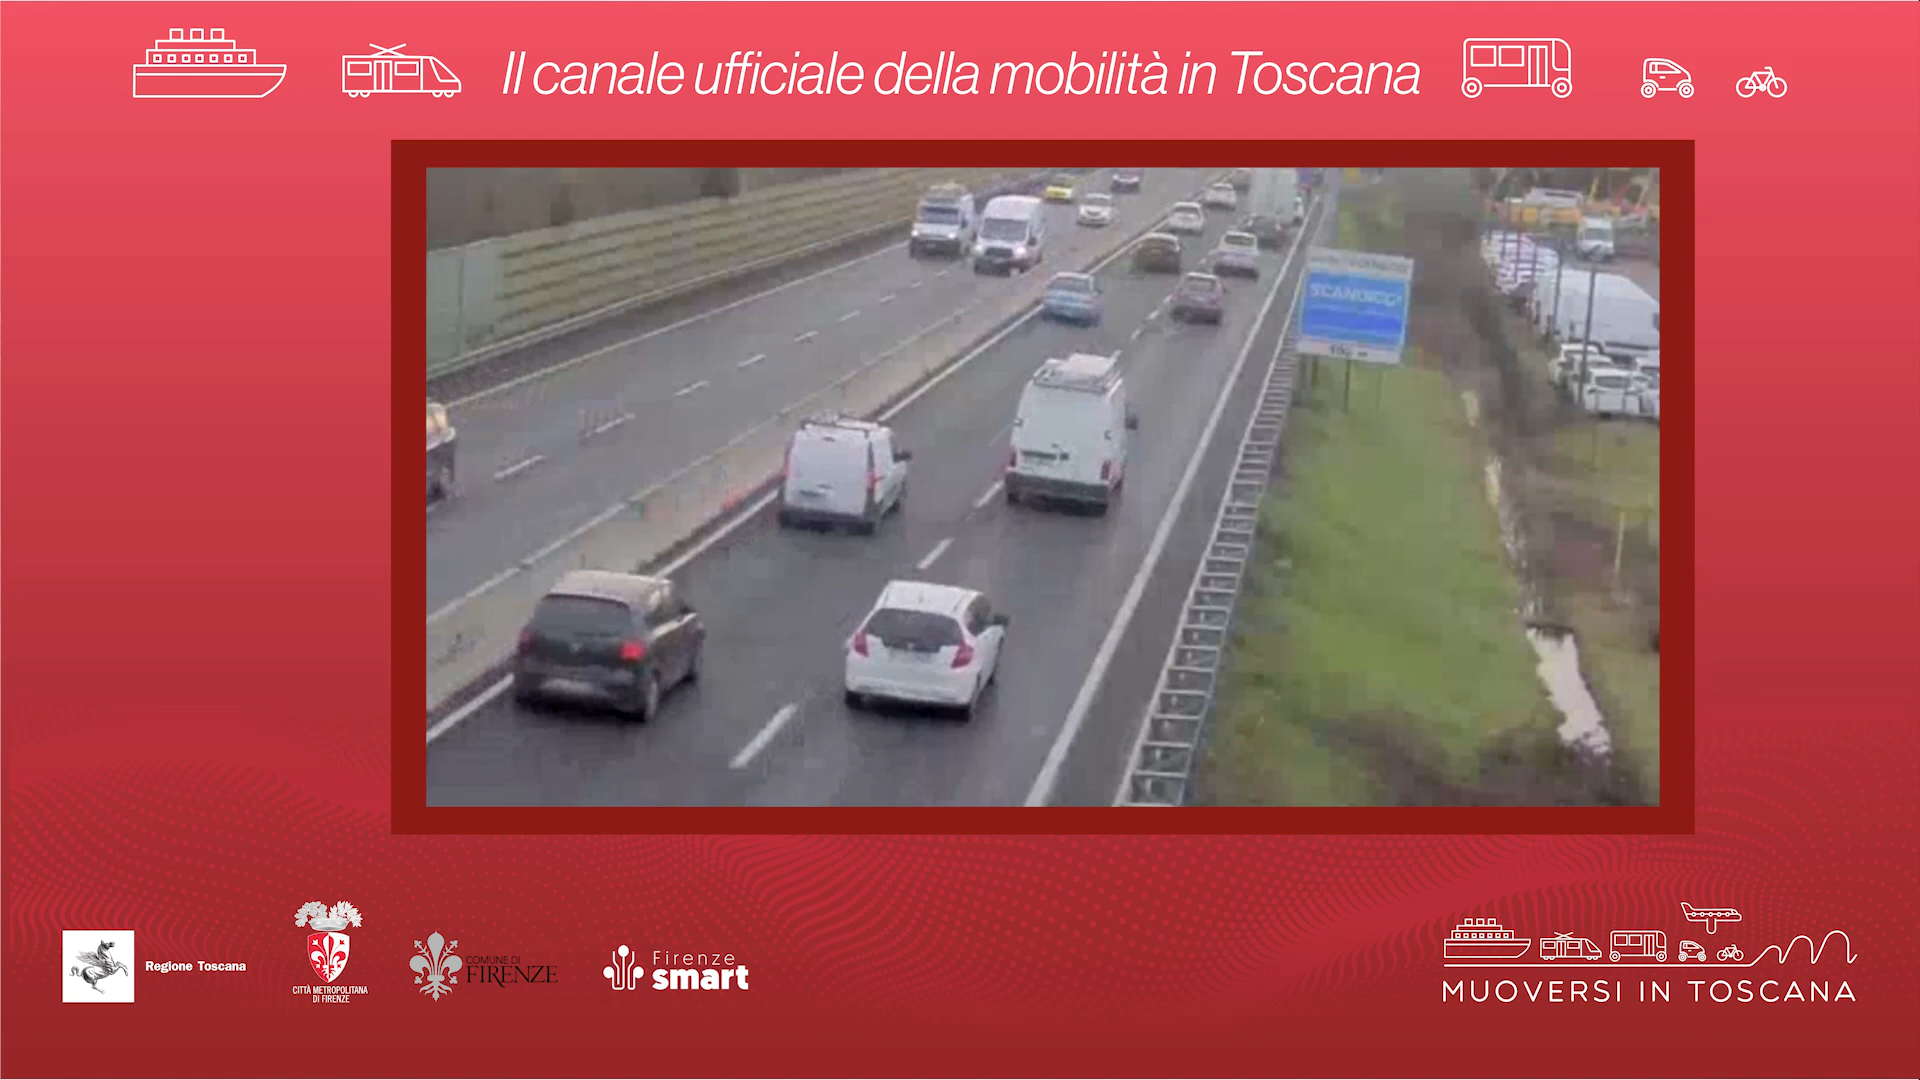 Il canale ufficiale della mobilità in Toscana
SCANDICCI
Regione Toscana
CITTÀ METROPOLITANA
DI FIRENZE
COMUNE DI
FIRENZE
Firenze
smart
MUOVERSI IN TOSCANA